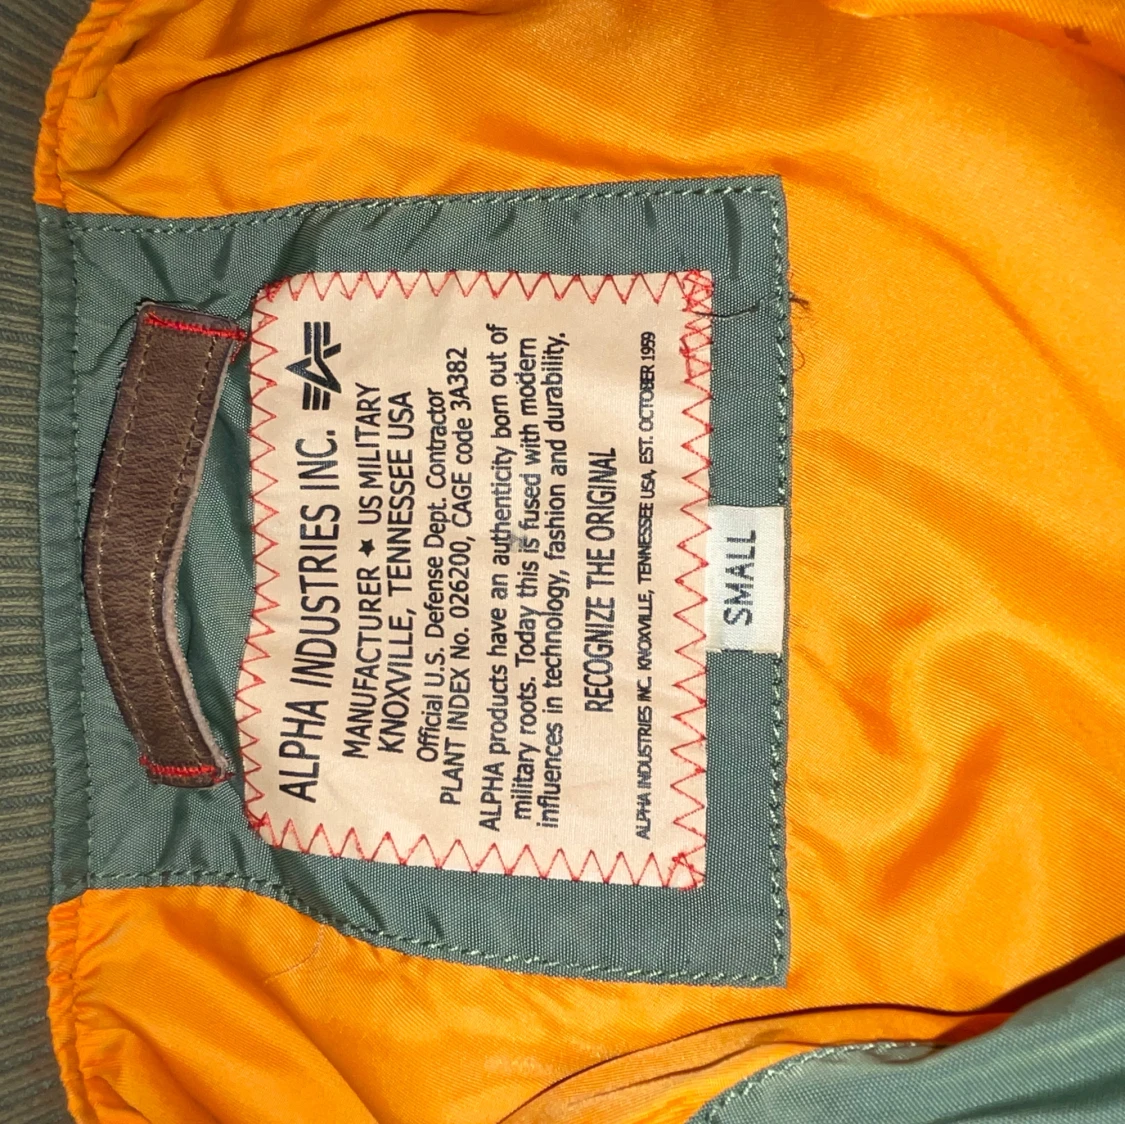 ALPHA INDUSTRIES INC.
MANUFACTURER ★ US MILITARY
KNOXVILLE, TENNESSEE USA
Official U.S. Defense Dept. Contractor
PLANT INDEX No. 026200, CAGE code 3A382
ALPHA products have an authenticity born out of
military roots. Today this is fused with modern
influences in technology, fashion and durability.
RECOGNIZE THE ORIGINAL
ALPHA INDUSTRIES INC. KNOXVILLE, TENNESSEE USA, EST. OCTOBER 1959
SMALL